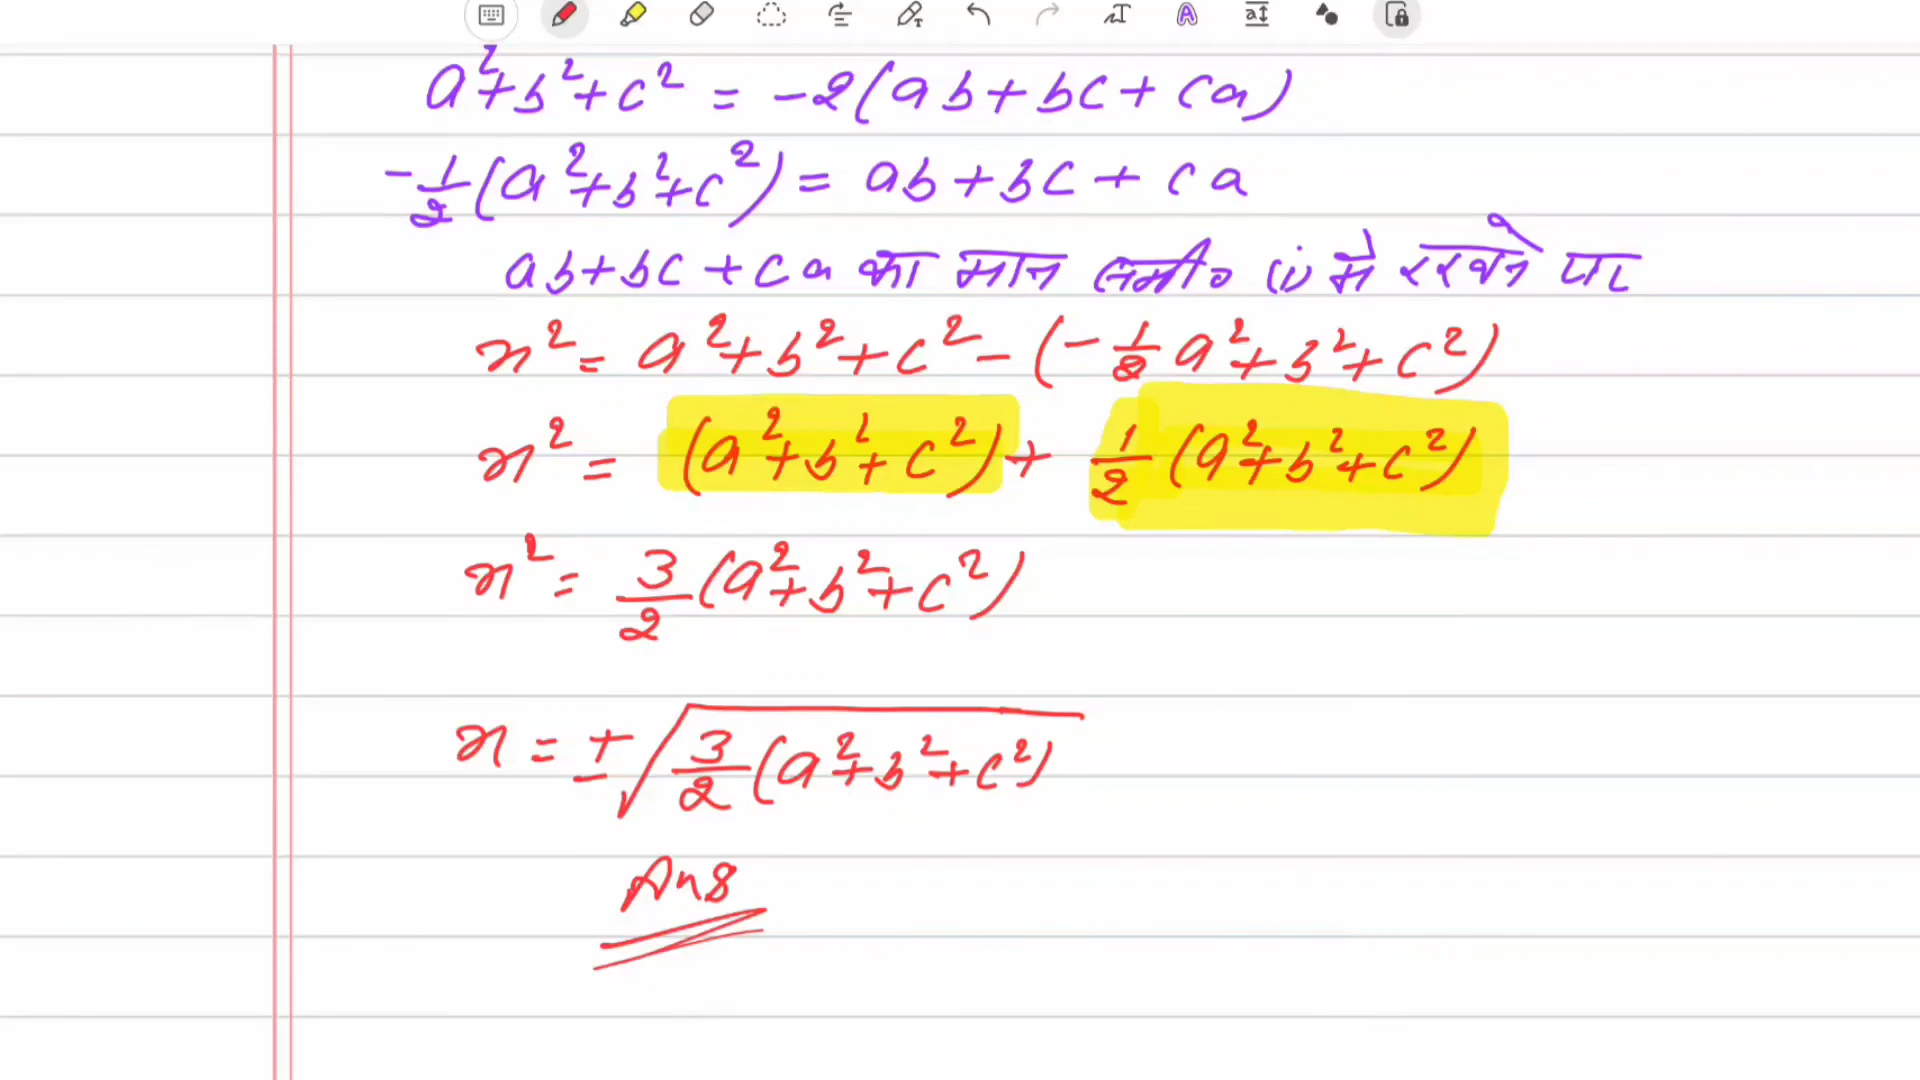 a²+b²+c² = -2(ab+bc+ca)
-1/2(a²+b²+c²) = ab+bc+ca
ab+bc+ca का मान समी० (i) में रखने पर
x² = a²+b²+c² - (-1/2 a²+b²+c²)
x² = (a²+b²+c²) + 1/2 (a²+b²+c²)
x² = 3/2 (a²+b²+c²)
x = ±√(3/2 (a²+b²+c²)
Ans